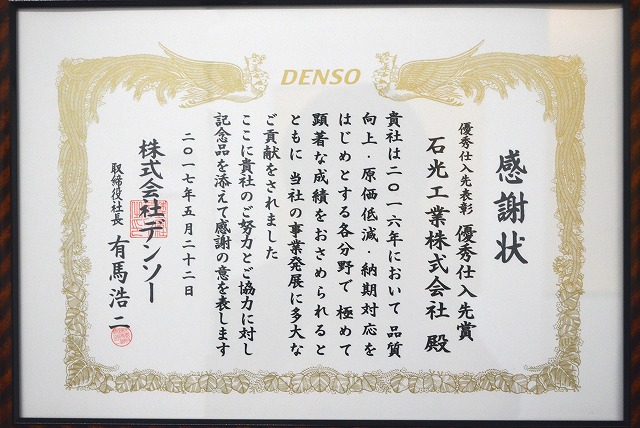 DENSO
感謝状
優秀仕入先表彰 優秀仕入先賞
石光工業株式会社 殿
貴社は二〇一六年において 品質
向上・原価低減・納期対応を
はじめとする各分野で 極めて
顕著な成績をおさめられると
ともに 当社の事業発展に多大な
ご貢献をされました
ここに貴社のご努力とご協力に対し
記念品を添えて感謝の意を表します
二〇一七年五月二十二日
株式会社デンソー
取締役社長 有馬浩二